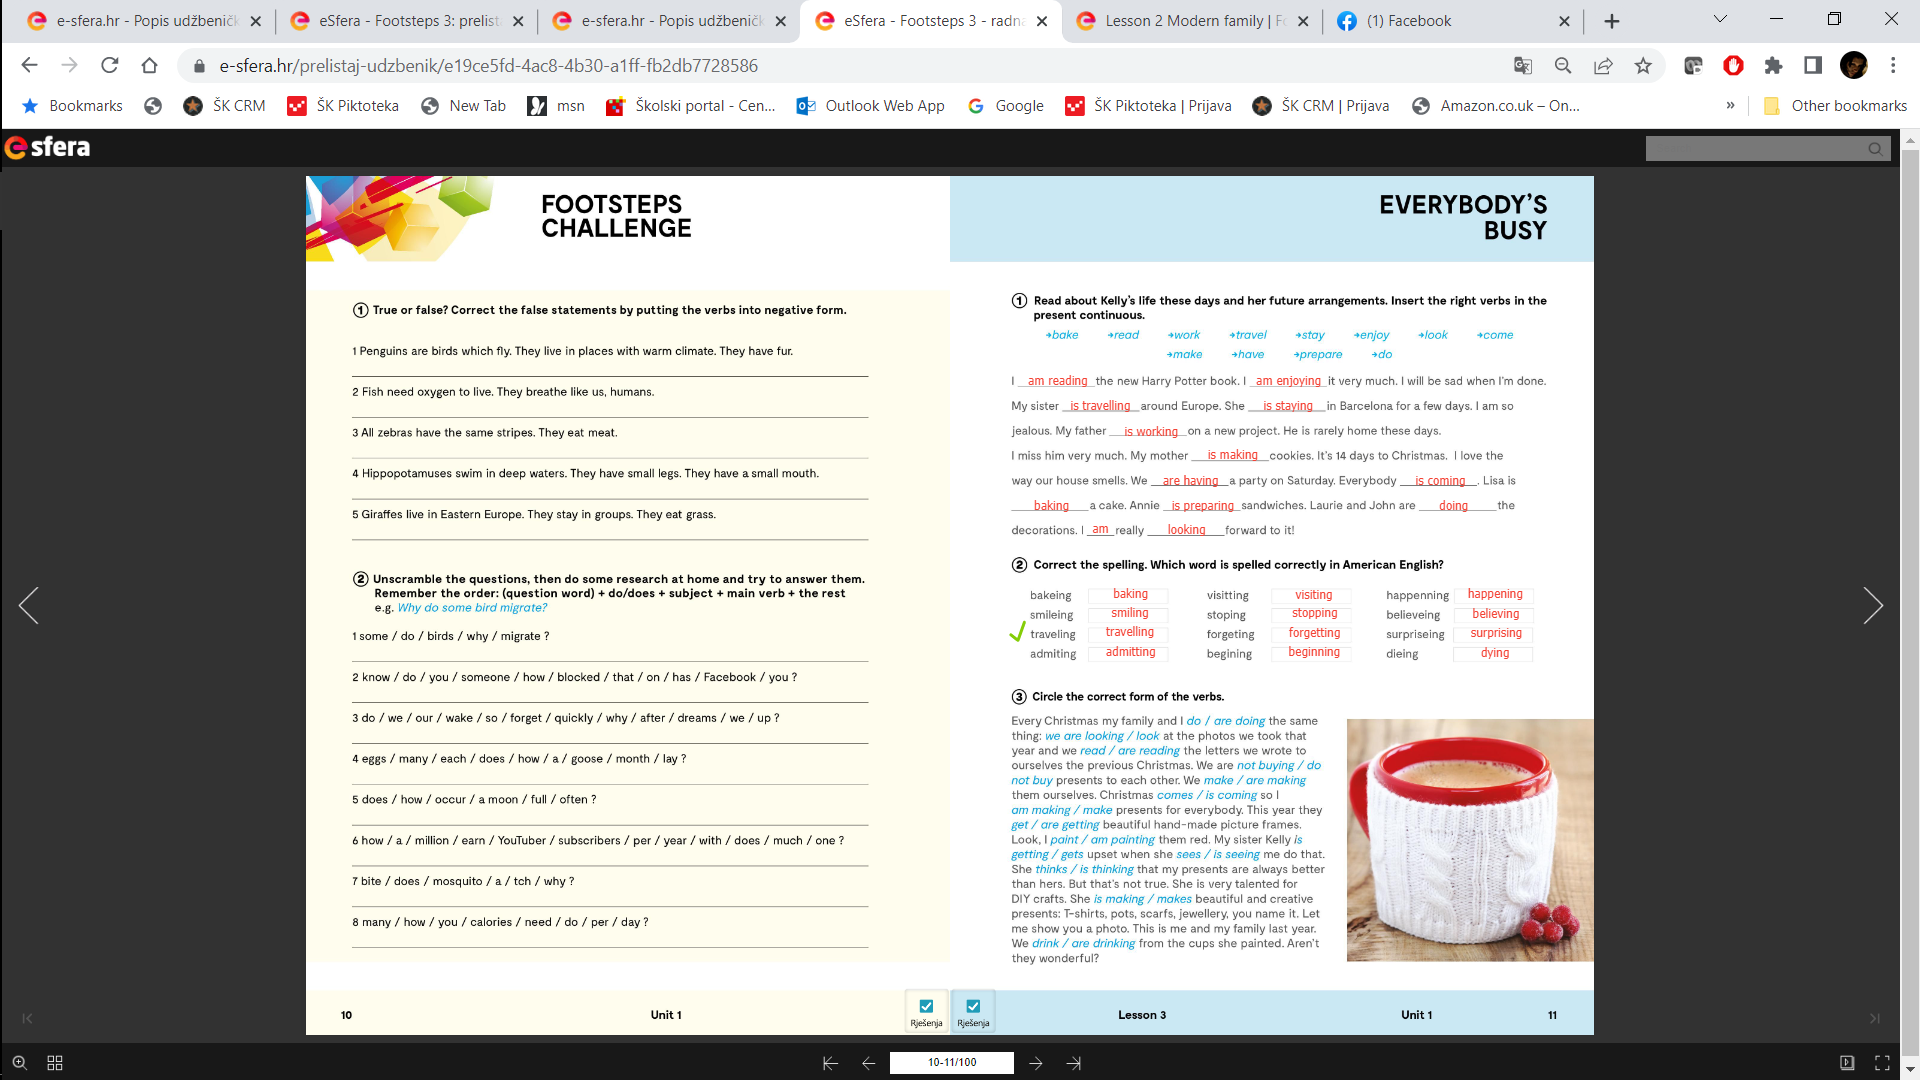 e-sfera.hr - Popis udžbeničk
eSfera - Footsteps 3: prelist
e-sfera.hr - Popis udžbeničk
eSfera - Footsteps 3 - radna
Lesson 2 Modern family | Fo
(1) Facebook
e-sfera.hr/prelistaj-udzbenik/e19ce5fd-4ac8-4b30-a1ff-fb2db7728586
Bookmarks
ŠK CRM
ŠK Piktoteka
New Tab
msn
Školski portal - Cen...
Outlook Web App
Google
ŠK Piktoteka | Prijava
ŠK CRM | Prijava
Amazon.co.uk – On...
»
Other bookmarks
esfera
FOOTSTEPS
CHALLENGE
1 True or false? Correct the false statements by putting the verbs into negative form.
1 Penguins are birds which fly. They live in places with warm climate. They have fur.
2 Fish need oxygen to live. They breathe like us, humans.
3 All zebras have the same stripes. They eat meat.
4 Hippopotamuses swim in deep waters. They have small legs. They have a small mouth.
5 Giraffes live in Eastern Europe. They stay in groups. They eat grass.
2 Unscramble the questions, then do some research at home and try to answer them.
Remember the order: (question word) + do/does + subject + main verb + the rest
e.g. Why do some bird migrate?
1 some / do / birds / why / migrate ?
2 know / do / you / someone / how / blocked / that / on / has / Facebook / you ?
3 do / we / our / wake / so / forget / quickly / why / after / dreams / we / up ?
4 eggs / many / each / does / how / a / goose / month / lay ?
5 does / how / occur / a moon / full / often ?
6 how / a / million / earn / YouTuber / subscribers / per / year / with / does / much / one ?
7 bite / does / mosquito / a / tch / why ?
8 many / how / you / calories / need / do / per / day ?
10 Unit 1
Rješenja
EVERYBODY'S
BUSY
1 Read about Kelly's life these days and her future arrangements. Insert the right verbs in the
present continuous.
➔bake ➔read ➔work ➔travel ➔stay ➔enjoy ➔look ➔come
➔make ➔have ➔prepare ➔do
I am reading the new Harry Potter book. I am enjoying it very much. I will be sad when I'm done.
My sister is travelling around Europe. She is staying in Barcelona for a few days. I am so
jealous. My father is working on a new project. He is rarely home these days.
I miss him very much. My mother is making cookies. It's 14 days to Christmas. I love the
way our house smells. We are having a party on Saturday. Everybody is coming. Lisa is
baking a cake. Annie is preparing sandwiches. Laurie and John are doing the
decorations. I am really looking forward to it!
2 Correct the spelling. Which word is spelled correctly in American English?
bakeing baking visitting visiting happenning happening
smileing smiling stoping stopping believeing believing
traveling travelling forgeting forgetting surpriseing surprising
admiting admitting begining beginning dieing dying
3 Circle the correct form of the verbs.
Every Christmas my family and I do / are doing the same
thing: we are looking / look at the photos we took that
year and we read / are reading the letters we wrote to
ourselves the previous Christmas. We are not buying / do
not buy presents to each other. We make / are making
them ourselves. Christmas comes / is coming so I
am making / make presents for everybody. This year they
get / are getting beautiful hand-made picture frames.
Look, I paint / am painting them red. My sister Kelly is
getting / gets upset when she sees / is seeing me do that.
She thinks / is thinking that my presents are always better
than hers. But that's not true. She is very talented for
DIY crafts. She is making / makes beautiful and creative
presents: T-shirts, pots, scarfs, jewellery, you name it. Let
me show you a photo. This is me and my family last year.
We drink / are drinking from the cups she painted. Aren't
they wonderful?
Rješenja
Lesson 3 Unit 1 11
10-11/100